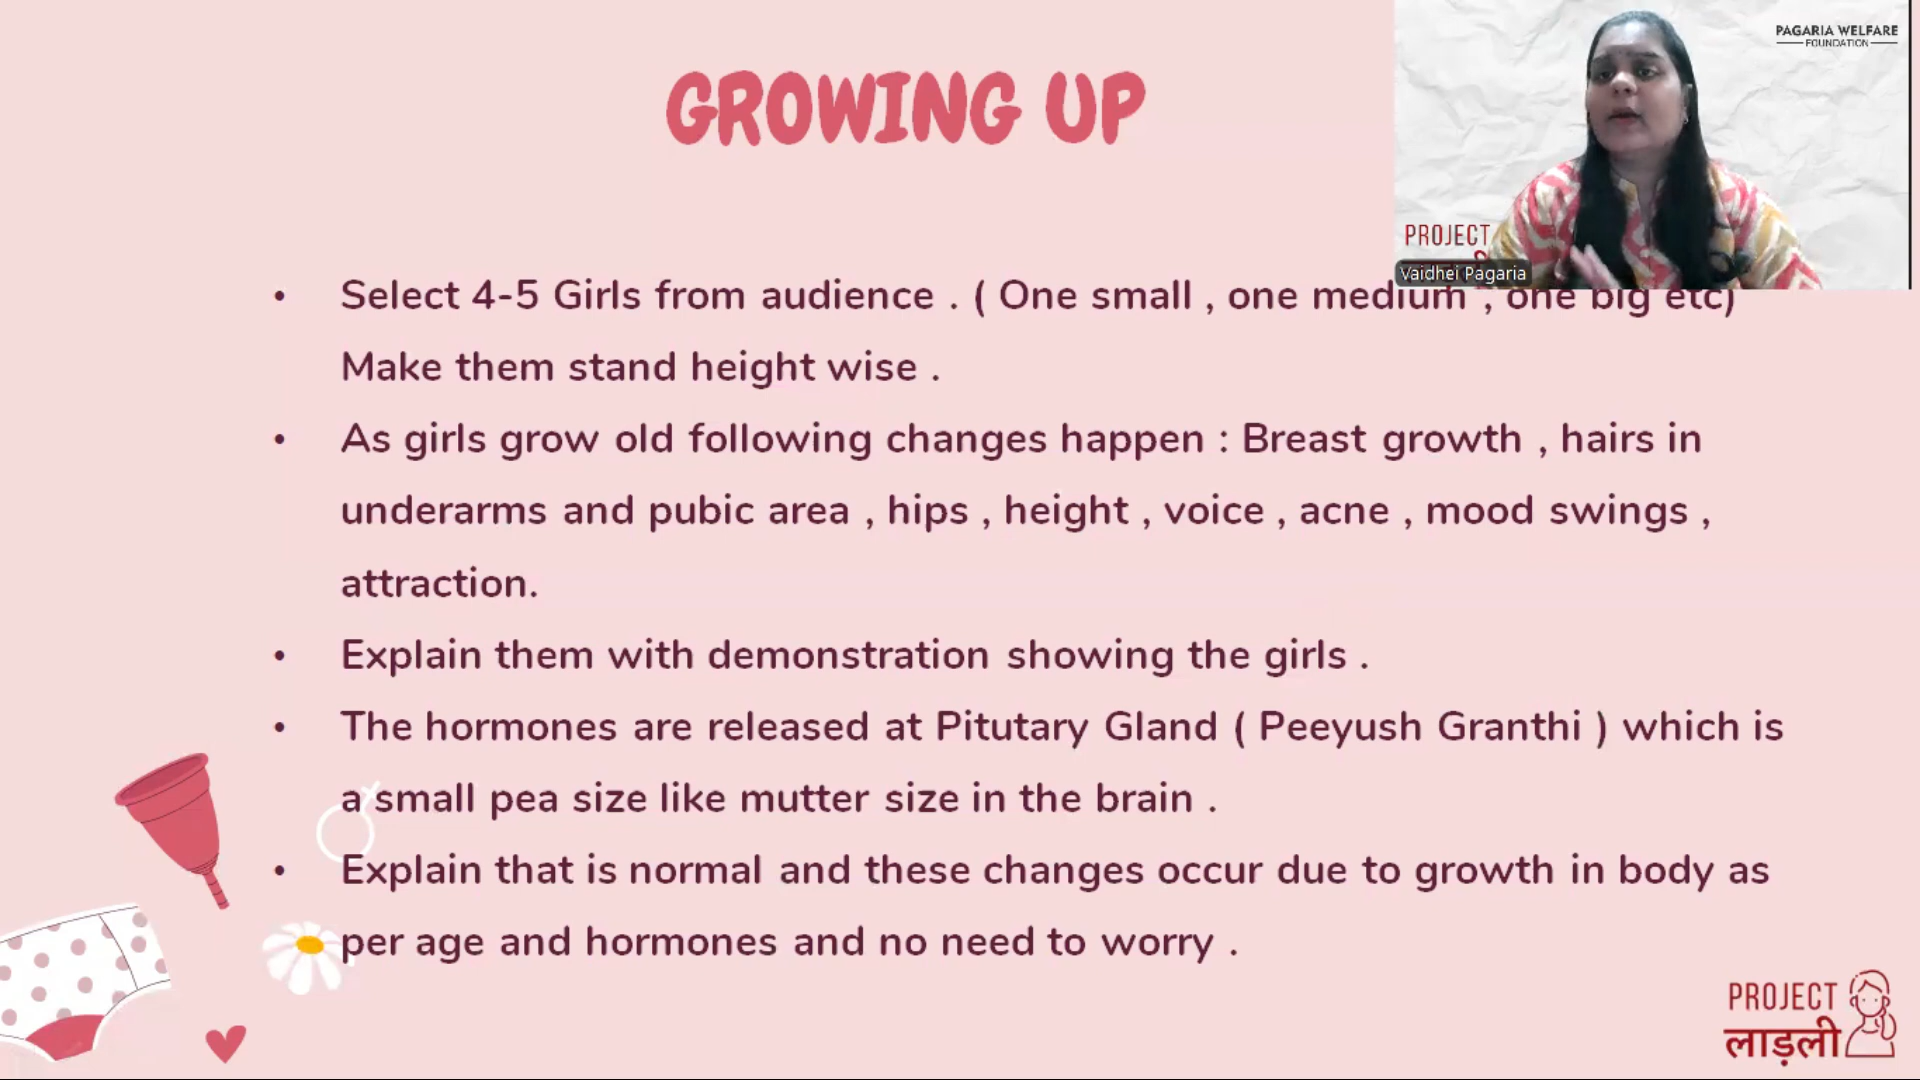 GROWING UP
PAGARIA WELFARE
FOUNDATION
PROJECT
Vaidhei Pagaria
• Select 4-5 Girls from audience . ( One small , one medium , one big etc)
Make them stand height wise .
• As girls grow old following changes happen : Breast growth , hairs in
underarms and pubic area , hips , height , voice , acne , mood swings ,
attraction.
• Explain them with demonstration showing the girls .
• The hormones are released at Pitutary Gland ( Peeyush Granthi ) which is
a small pea size like mutter size in the brain .
• Explain that is normal and these changes occur due to growth in body as
per age and hormones and no need to worry .
PROJECT
लाड़ली